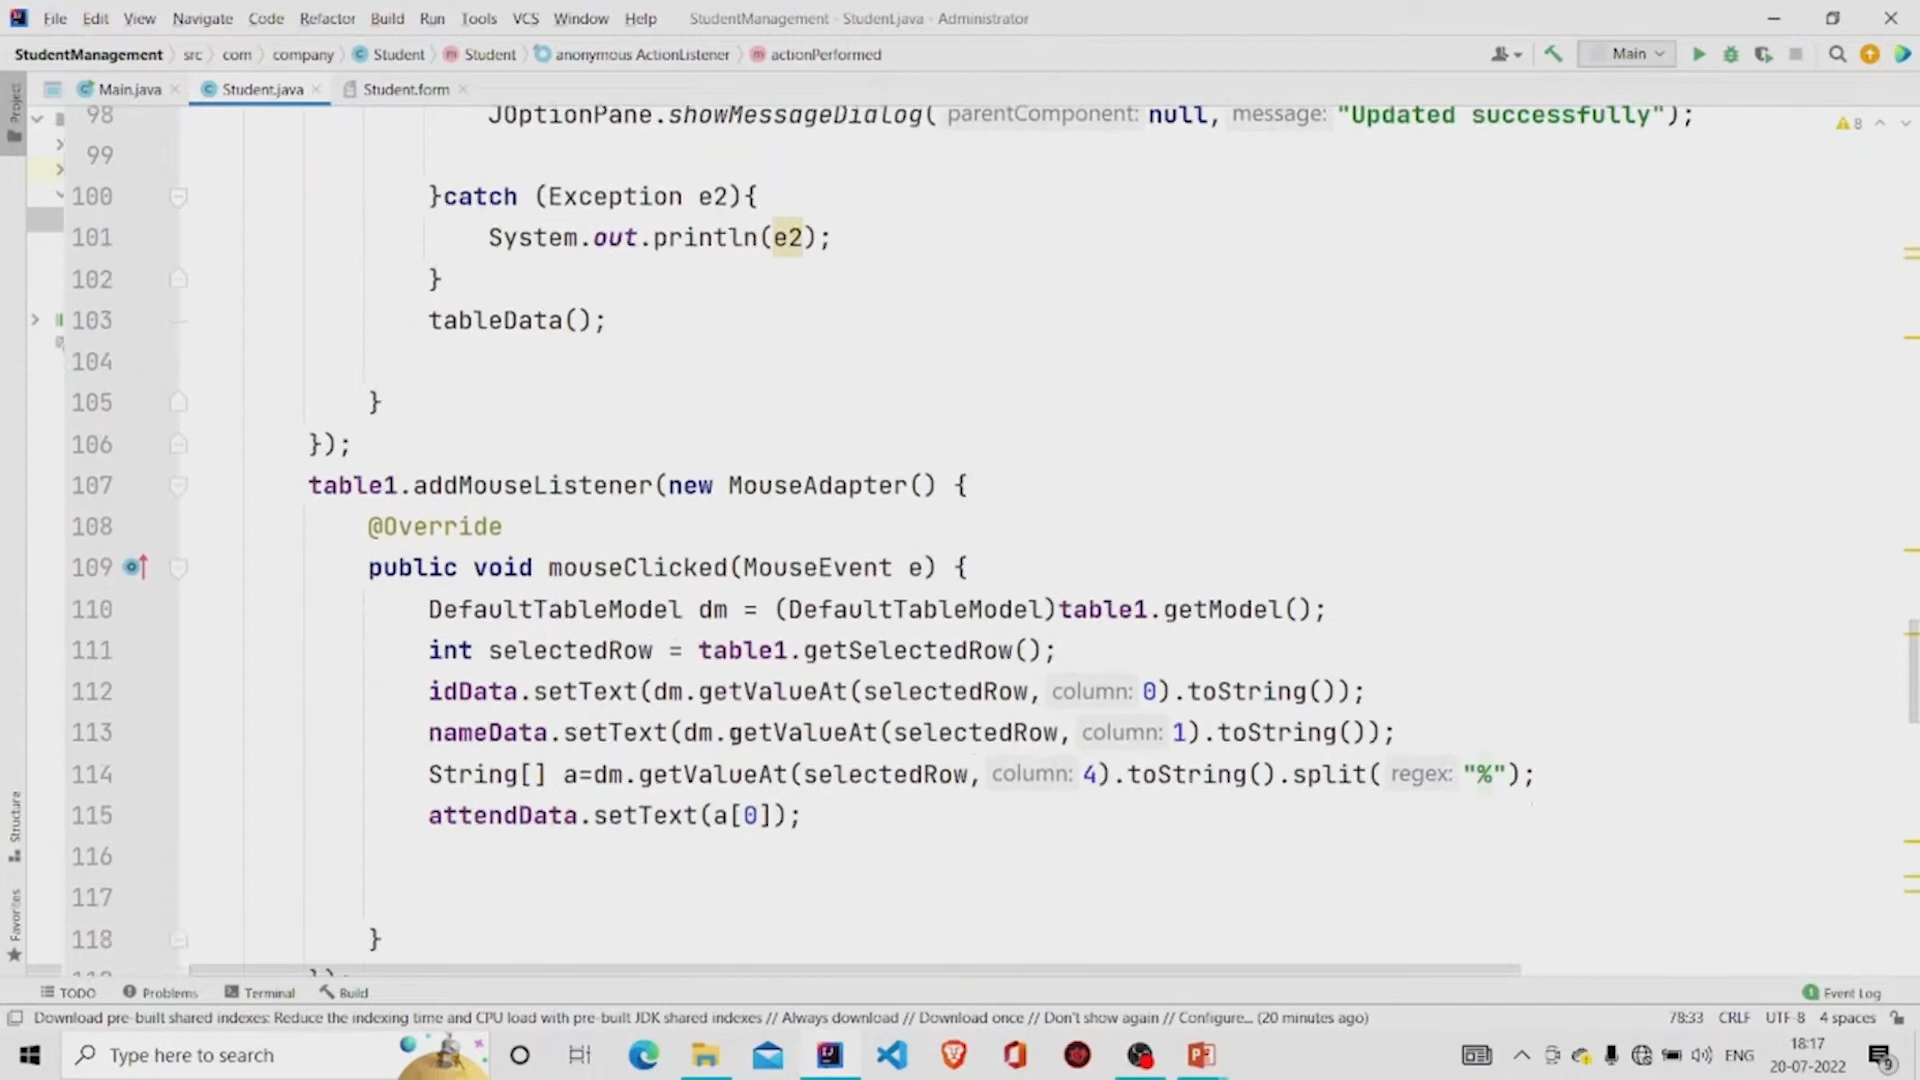 File Edit View Navigate Code Refactor Build Run Tools VCS Window Help StudentManagement - Student.java - Administrator
StudentManagement src com company Student Student anonymous ActionListener actionPerformed Main
Project
Main.java Student.java Student.form
98 JOptionPane.showMessageDialog( parentComponent: null, message: "Updated successfully"); 8
99
100 }catch (Exception e2){
101 System.out.println(e2);
102 }
103 tableData();
104
105 }
106 });
107 table1.addMouseListener(new MouseAdapter() {
108 @Override
109 public void mouseClicked(MouseEvent e) {
110 DefaultTableModel dm = (DefaultTableModel)table1.getModel();
111 int selectedRow = table1.getSelectedRow();
112 idData.setText(dm.getValueAt(selectedRow, column: 0).toString());
113 nameData.setText(dm.getValueAt(selectedRow, column: 1).toString());
114 String[] a=dm.getValueAt(selectedRow, column: 4).toString().split( regex: "%");
115 attendData.setText(a[0]);
116
117
118 }
Structure
Favorites
TODO Problems Terminal Build 1 Event Log
Download pre-built shared indexes: Reduce the indexing time and CPU load with pre-built JDK shared indexes // Always download // Download once // Don't show again // Configure... (20 minutes ago) 78:33 CRLF UTF-8 4 spaces
Type here to search ENG 18:17
20-07-2022 9